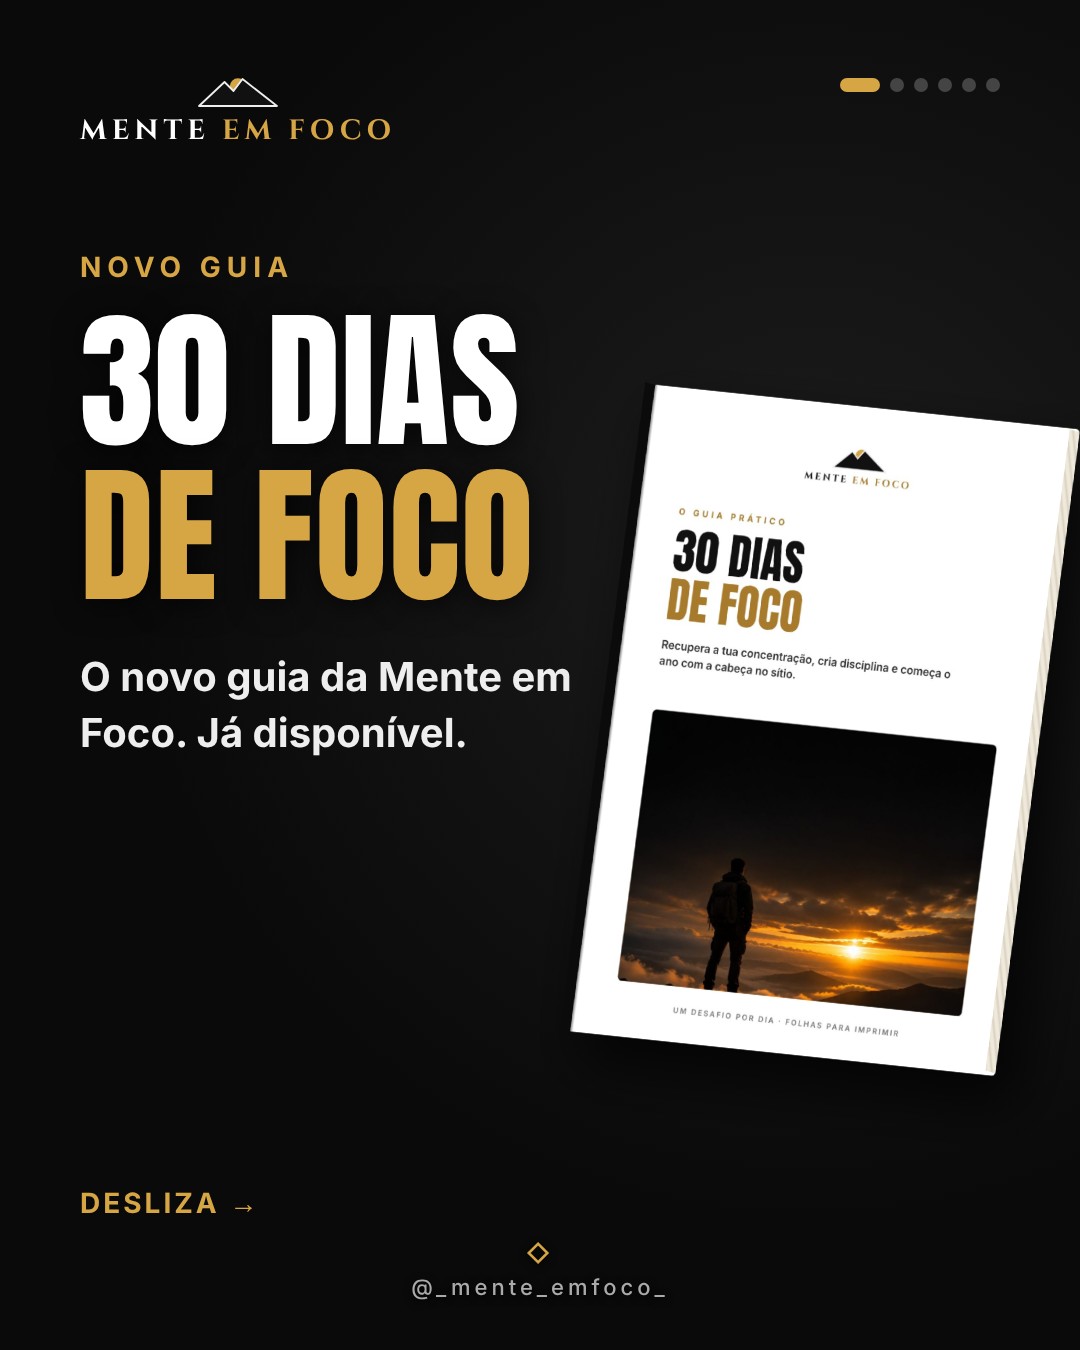 MENTE EM FOCO
NOVO GUIA
30 DIAS
DE FOCO
O novo guia da Mente em
Foco. Já disponível.
MENTE EM FOCO
O GUIA PRÁTICO
30 DIAS
DE FOCO
Recupera a tua concentração, cria disciplina e começa o
ano com a cabeça no sítio.
UM DESAFIO POR DIA · FOLHAS PARA IMPRIMIR
DESLIZA →
@_mente_emfoco_